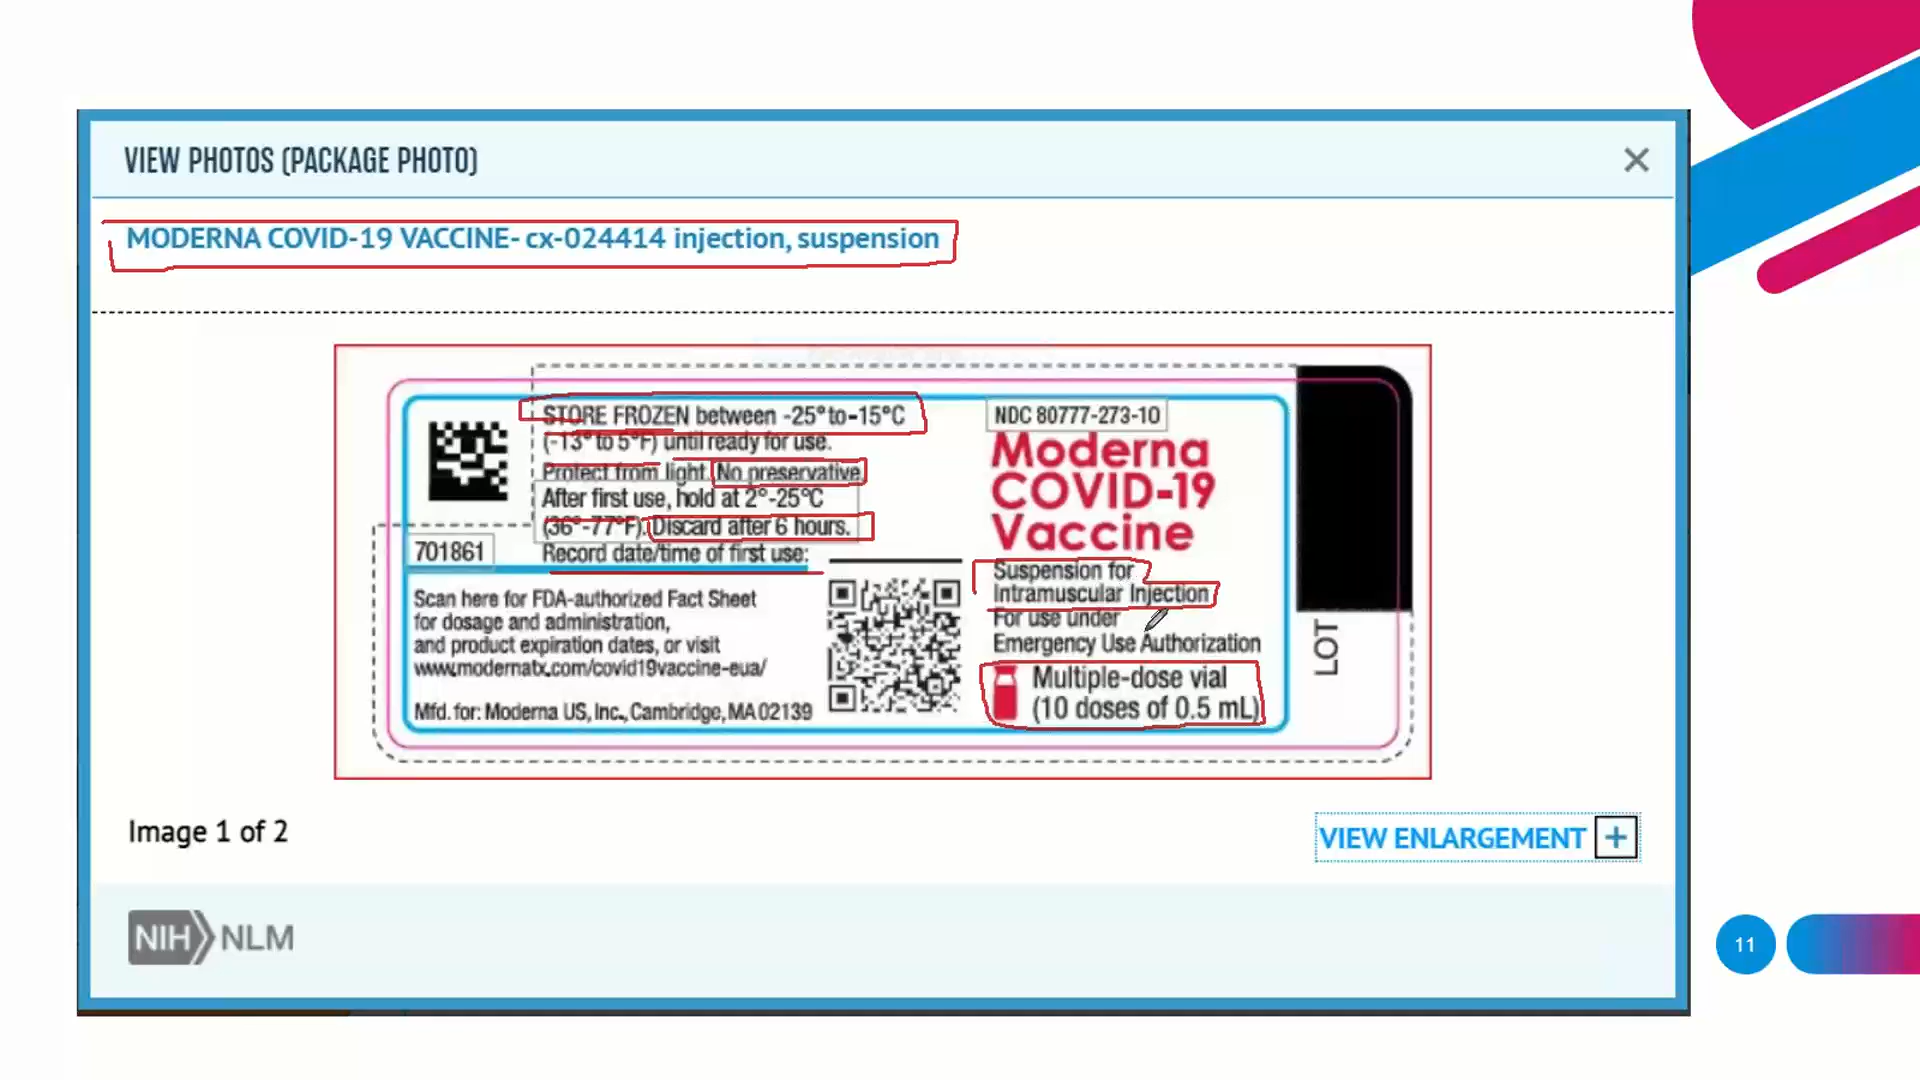 VIEW PHOTOS (PACKAGE PHOTO)
MODERNA COVID-19 VACCINE- cx-024414 injection, suspension
STORE FROZEN between -25° to -15°C
(-13° to 5°F) until ready for use.
Protect from light. No preservative.
After first use, hold at 2°-25°C
(36°-77°F). Discard after 6 hours.
Record date/time of first use:
701861
Scan here for FDA-authorized Fact Sheet
for dosage and administration,
and product expiration dates, or visit
www.modernatx.com/covid19vaccine-eua/
Mfd. for: Moderna US, Inc., Cambridge, MA 02139
NDC 80777-273-10
Moderna
COVID-19
Vaccine
Suspension for
Intramuscular Injection
For use under
Emergency Use Authorization
Multiple-dose vial
(10 doses of 0.5 mL)
LOT
Image 1 of 2
VIEW ENLARGEMENT +
NIH NLM
11